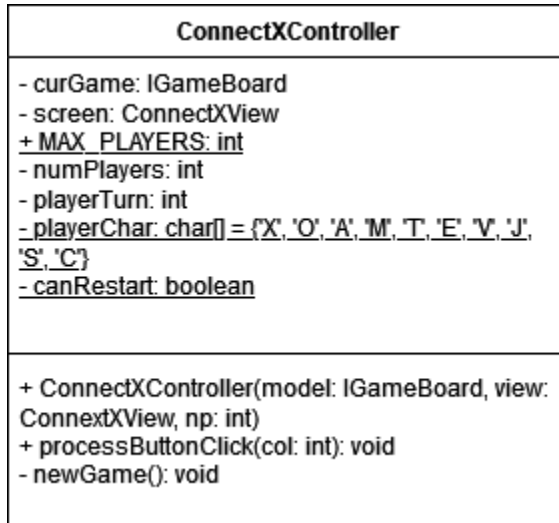 ConnectXController
- curGame: IGameBoard
- screen: ConnectXView
+ MAX_PLAYERS: int
- numPlayers: int
- playerTurn: int
- playerChar: char[] = {'X', 'O', 'A', 'M', 'T', 'E', 'V', 'J',
'S', 'C'}
- canRestart: boolean
+ ConnectXController(model: IGameBoard, view:
ConnextXView, np: int)
+ processButtonClick(col: int): void
- newGame(): void